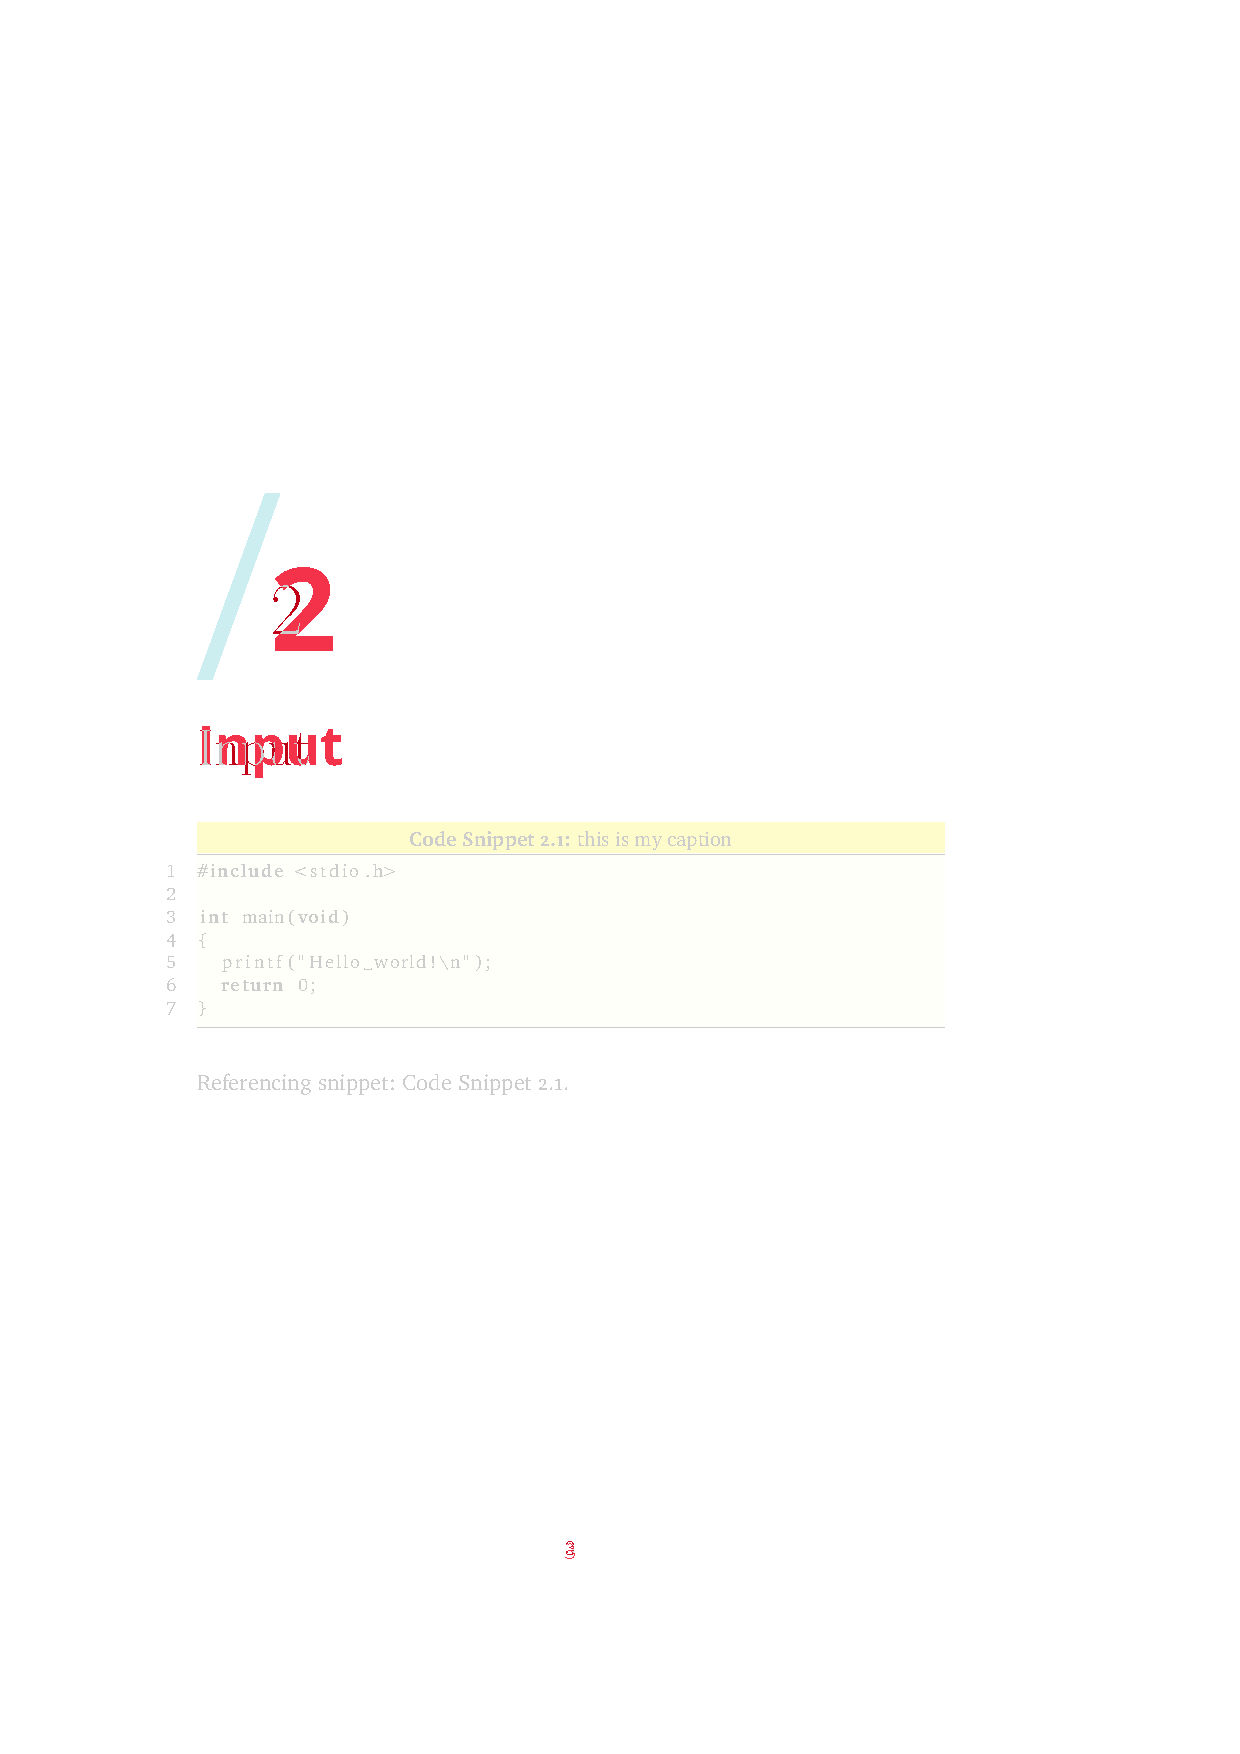 2
Input
Code Snippet 2.1: this is my caption
1 #include <stdio.h>
2
3 int main(void)
4 {
5 printf("Hello␣world!\n");
6 return 0;
7 }
Referencing snippet: Code Snippet 2.1.